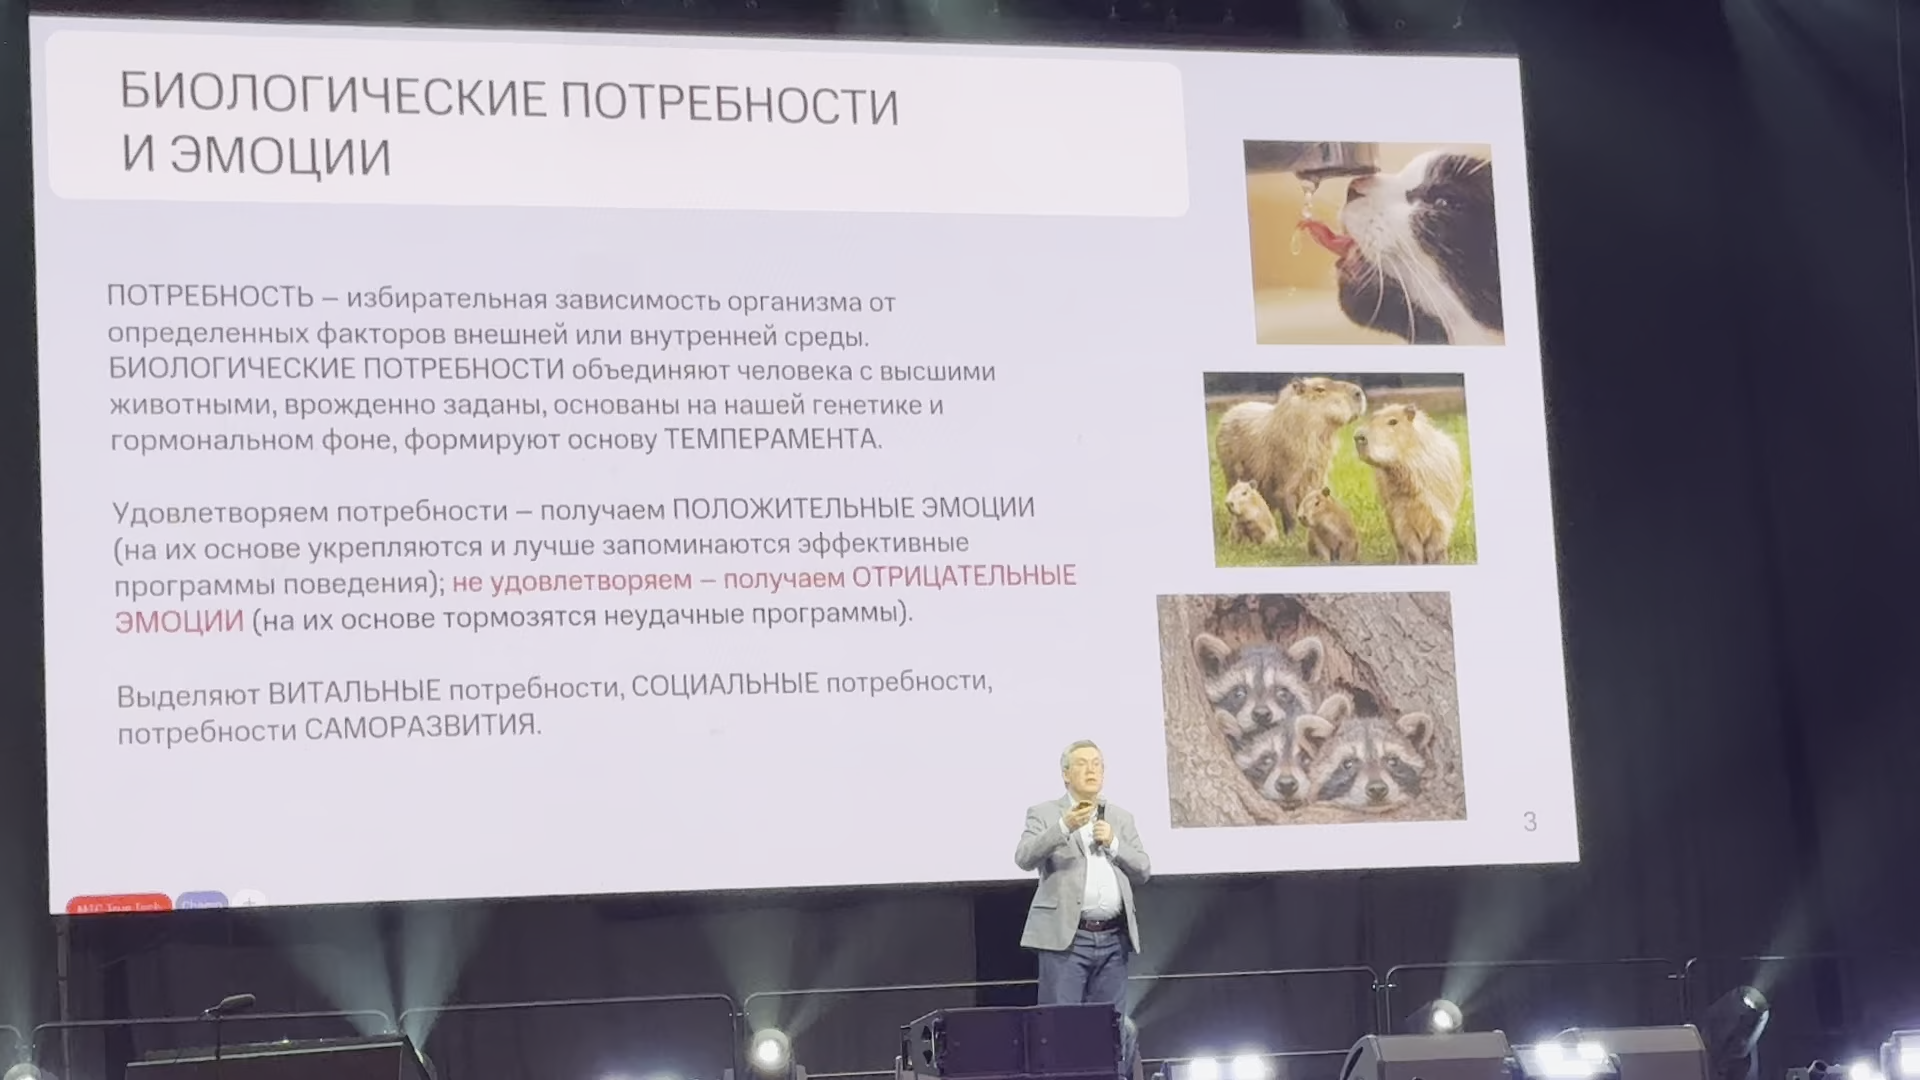 БИОЛОГИЧЕСКИЕ ПОТРЕБНОСТИ
И ЭМОЦИИ
ПОТРЕБНОСТЬ – избирательная зависимость организма от
определенных факторов внешней или внутренней среды.
БИОЛОГИЧЕСКИЕ ПОТРЕБНОСТИ объединяют человека с высшими
животными, врожденно заданы, основаны на нашей генетике и
гормональном фоне, формируют основу ТЕМПЕРАМЕНТА.
Удовлетворяем потребности – получаем ПОЛОЖИТЕЛЬНЫЕ ЭМОЦИИ
(на их основе укрепляются и лучше запоминаются эффективные
программы поведения); не удовлетворяем – получаем ОТРИЦАТЕЛЬНЫЕ
ЭМОЦИИ (на их основе тормозятся неудачные программы).
Выделяют ВИТАЛЬНЫЕ потребности, СОЦИАЛЬНЫЕ потребности,
потребности САМОРАЗВИТИЯ.
3